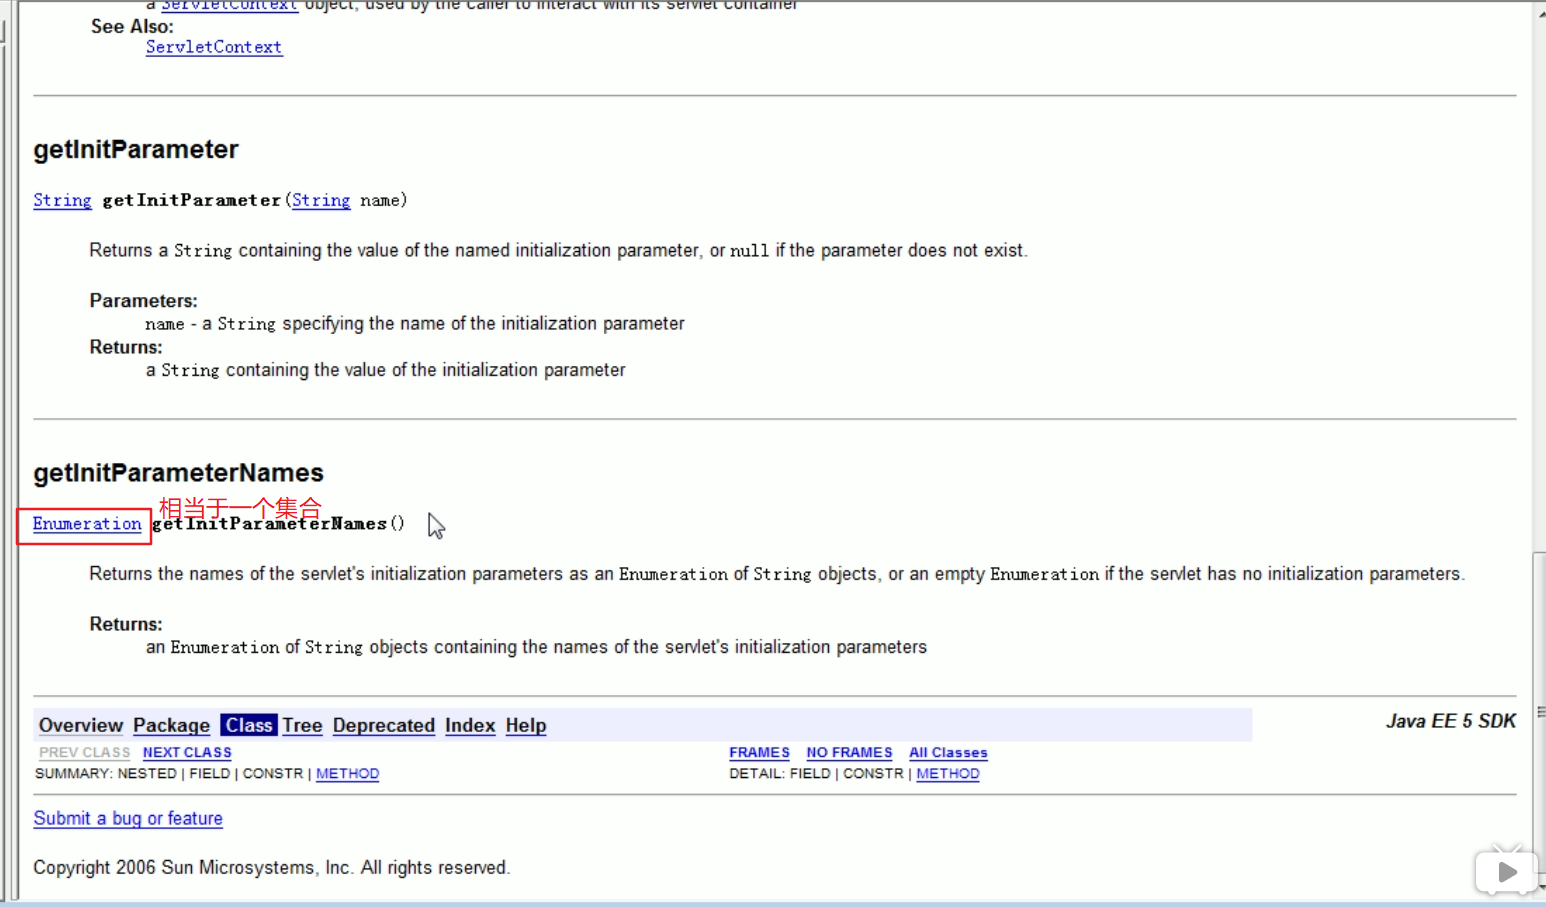 a ServletContext object, used by the caller to interact with its servlet container
See Also:
ServletContext
getInitParameter
String getInitParameter(String name)
Returns a String containing the value of the named initialization parameter, or null if the parameter does not exist.
Parameters:
name - a String specifying the name of the initialization parameter
Returns:
a String containing the value of the initialization parameter
getInitParameterNames
相当于一个集合
Enumeration getInitParameterNames()
Returns the names of the servlet's initialization parameters as an Enumeration of String objects, or an empty Enumeration if the servlet has no initialization parameters.
Returns:
an Enumeration of String objects containing the names of the servlet's initialization parameters
Overview Package Class Tree Deprecated Index Help
Java EE 5 SDK
PREV CLASS NEXT CLASS
FRAMES NO FRAMES All Classes
SUMMARY: NESTED | FIELD | CONSTR | METHOD
DETAIL: FIELD | CONSTR | METHOD
Submit a bug or feature
Copyright 2006 Sun Microsystems, Inc. All rights reserved.